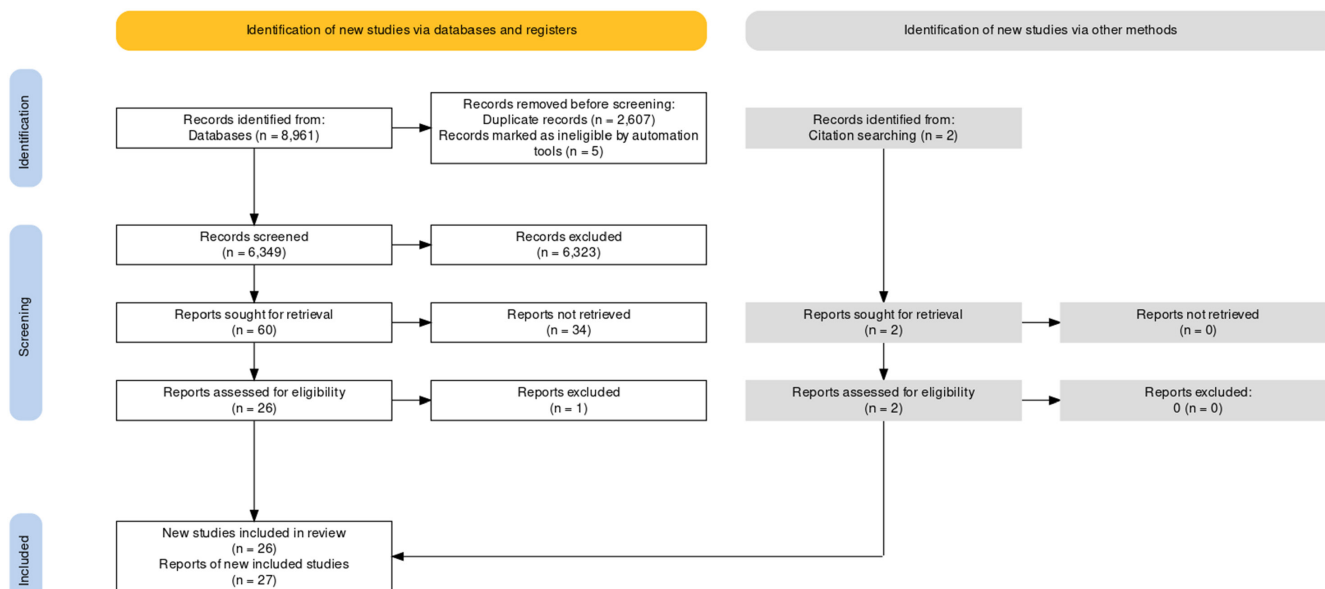 Identification of new studies via databases and registers
Identification of new studies via other methods
Identification
Records identified from:
Databases (n = 8,961)
Records removed before screening:
Duplicate records (n = 2,607)
Records marked as ineligible by automation
tools (n = 5)
Records identified from:
Citation searching (n = 2)
Screening
Records screened
(n = 6,349)
Records excluded
(n = 6,323)
Reports sought for retrieval
(n = 60)
Reports not retrieved
(n = 34)
Reports sought for retrieval
(n = 2)
Reports not retrieved
(n = 0)
Reports assessed for eligibility
(n = 26)
Reports excluded
(n = 1)
Reports assessed for eligibility
(n = 2)
Reports excluded:
0 (n = 0)
Included
New studies included in review
(n = 26)
Reports of new included studies
(n = 27)